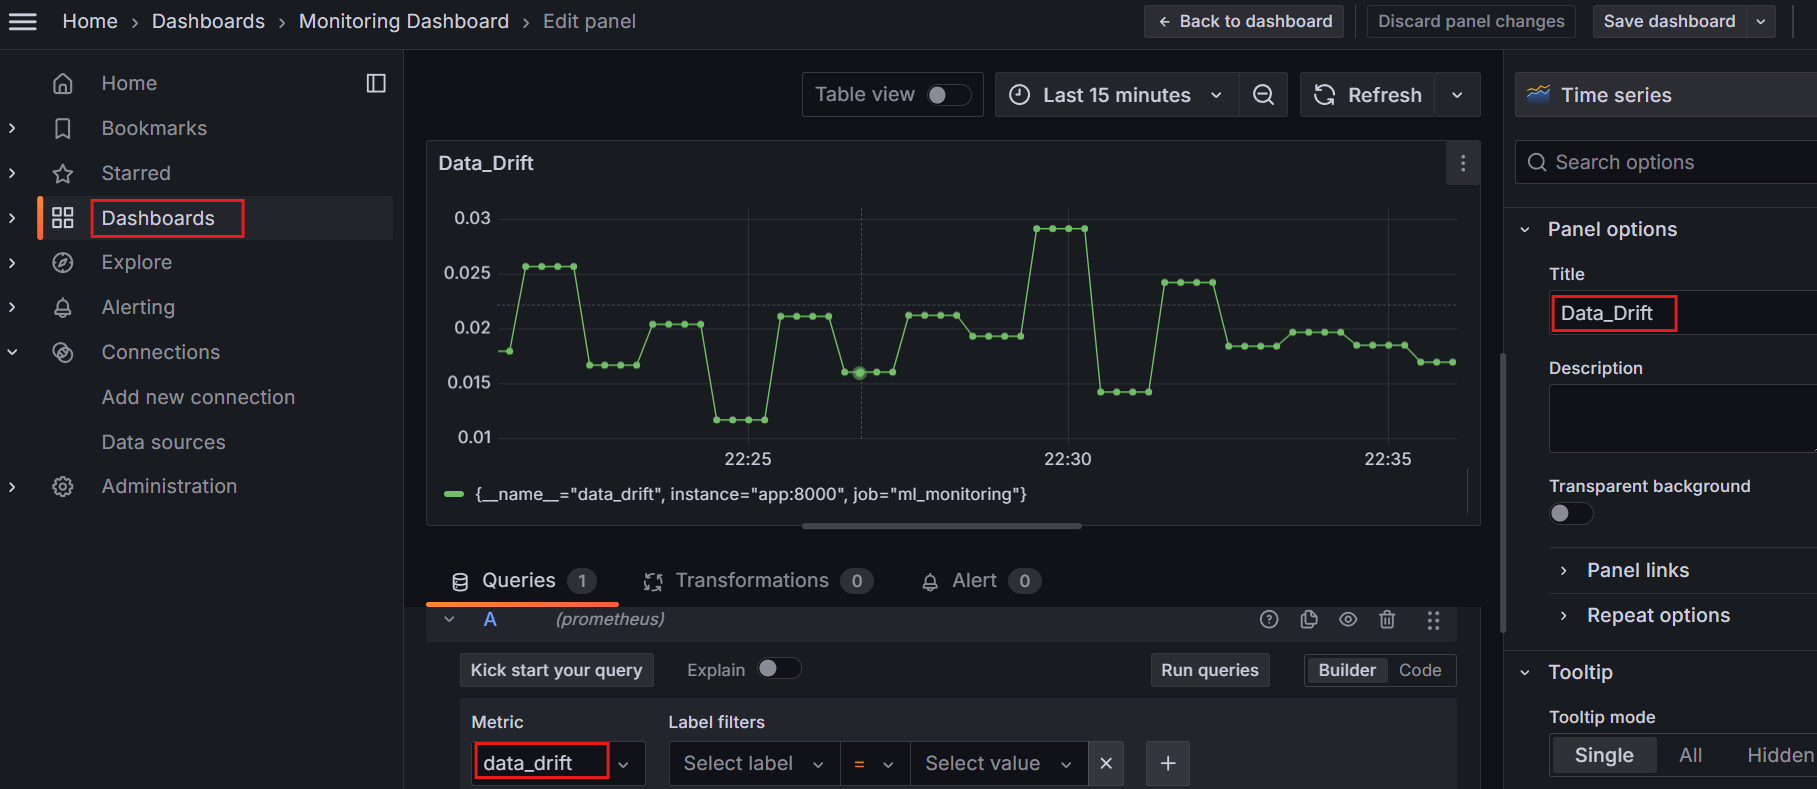 Home › Dashboards › Monitoring Dashboard › Edit panel
← Back to dashboard
Discard panel changes
Save dashboard
Home
Bookmarks
Starred
Dashboards
Explore
Alerting
Connections
Add new connection
Data sources
Administration
Table view
Last 15 minutes
Refresh
Data_Drift
0.03
0.025
0.02
0.015
0.01
22:25
22:30
22:35
{__name__="data_drift", instance="app:8000", job="ml_monitoring"}
Queries 1
Transformations 0
Alert 0
A (prometheus)
Kick start your query
Explain
Run queries
Builder
Code
Metric
Label filters
data_drift
Select label
=
Select value
Time series
Search options
Panel options
Title
Data_Drift
Description
Transparent background
Panel links
Repeat options
Tooltip
Tooltip mode
Single
All
Hidden